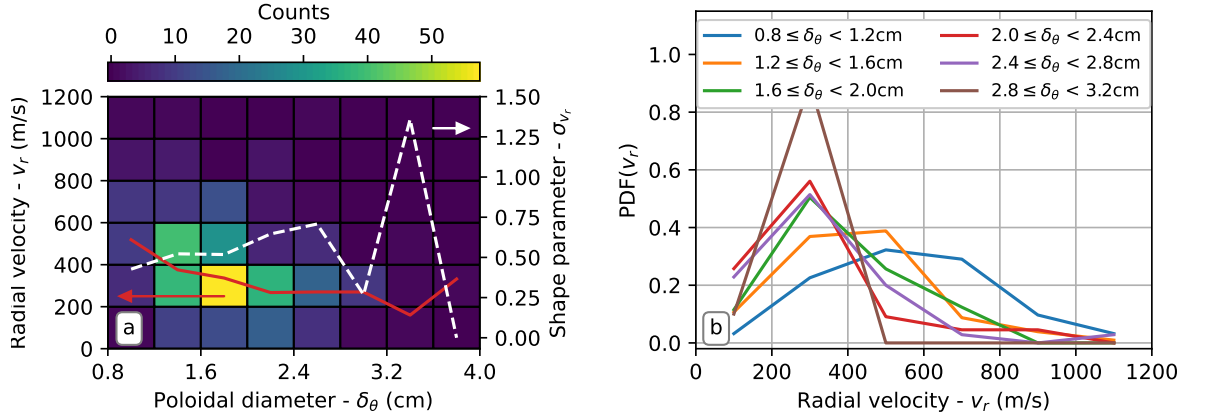 Counts
0 10 20 30 40 50
Radial velocity - v_r (m/s)
1200
1000
800
600
400
200
0
1.50
1.25
1.00
0.75
0.50
0.25
0.00
Shape parameter - σ_{v_r}
a
0.8 1.6 2.4 3.2 4.0
Poloidal diameter - δ_θ (cm)
0.8 ≤ δ_θ < 1.2cm
1.2 ≤ δ_θ < 1.6cm
1.6 ≤ δ_θ < 2.0cm
2.0 ≤ δ_θ < 2.4cm
2.4 ≤ δ_θ < 2.8cm
2.8 ≤ δ_θ < 3.2cm
PDF(v_r)
1.0
0.8
0.6
0.4
0.2
0.0
b
0 200 400 600 800 1000 1200
Radial velocity - v_r (m/s)